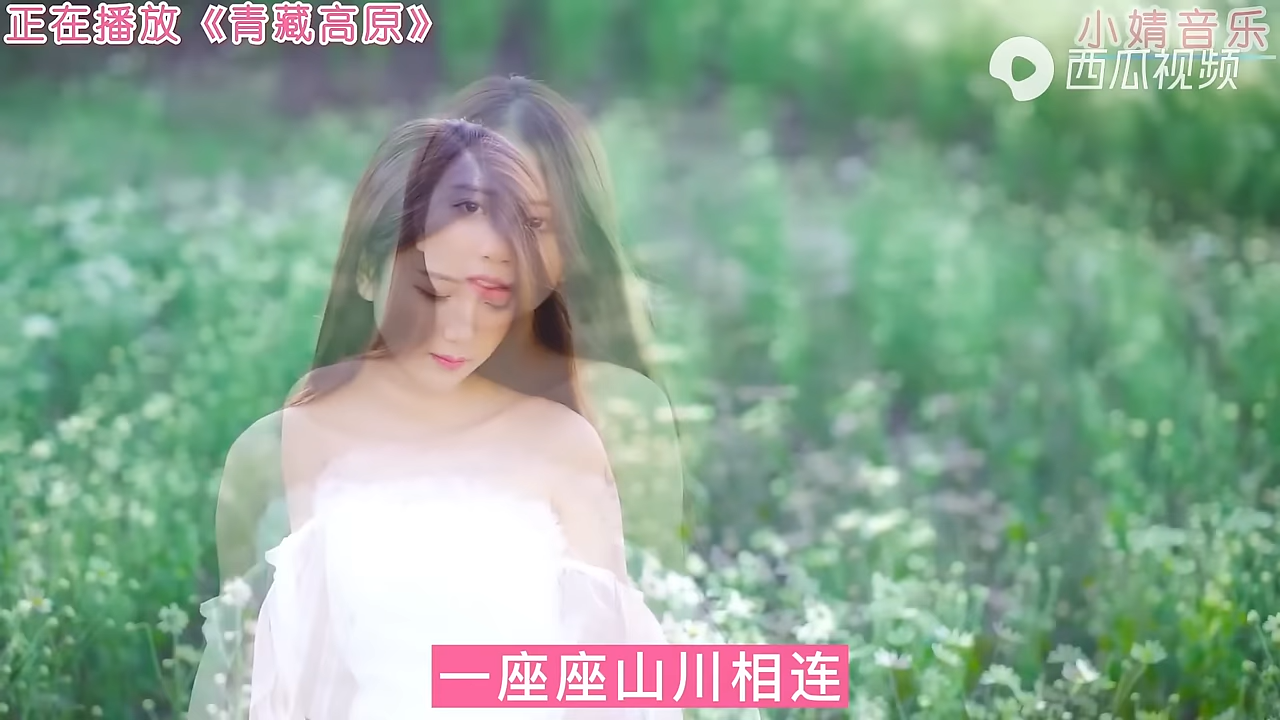 正在播放《青藏高原》
小婧音乐
西瓜视频
一座座山川相连